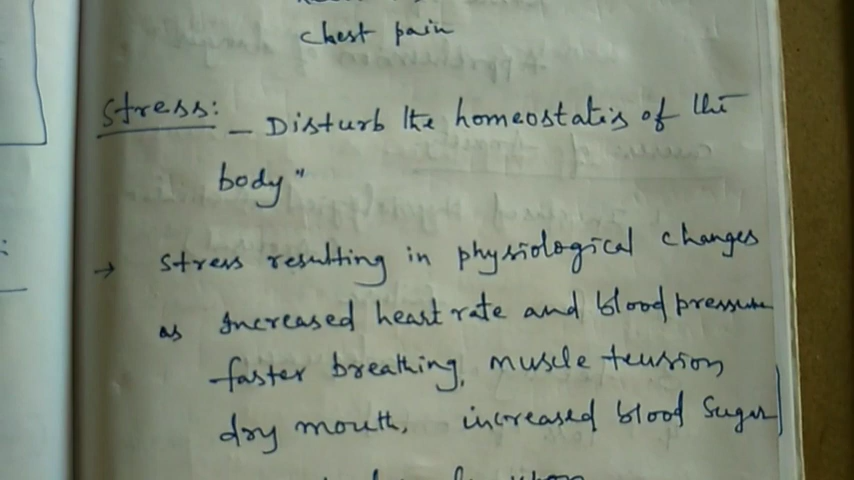 chest pain
Stress: - Disturb the homeostatis of the
body"
→ stress resulting in physiological changes
as increased heart rate and blood pressure
faster breathing, muscle tension
dry mouth, increased blood sugar